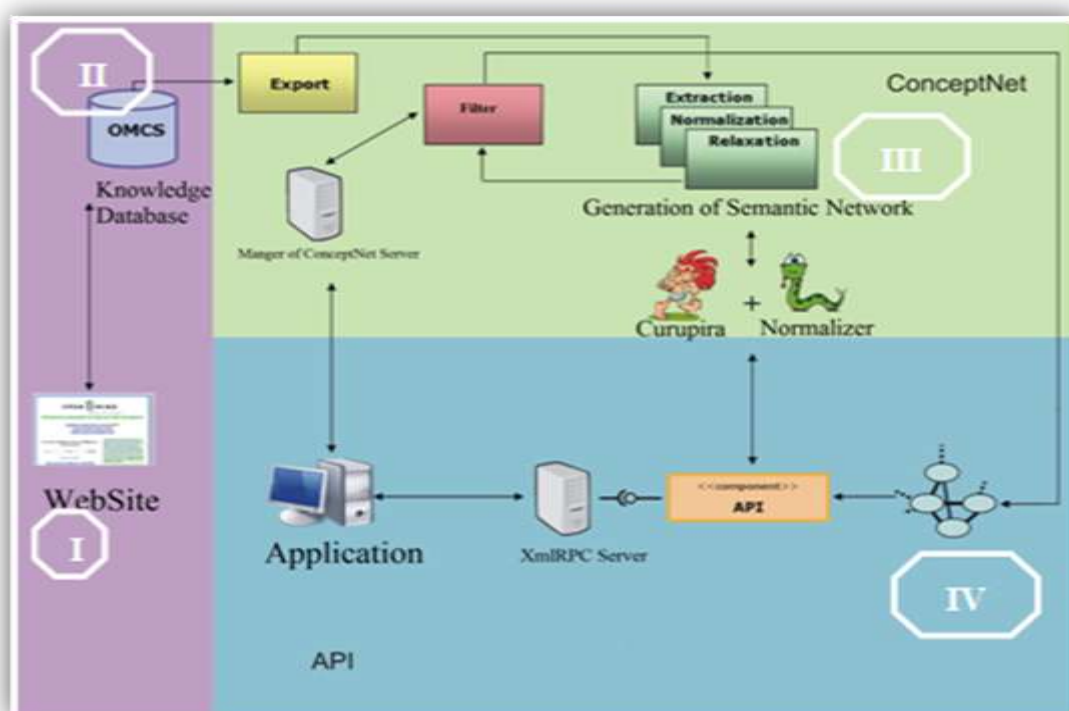 II
OMCS
Knowledge
Database
WebSite
I
Export
Filter
Extraction
Normalization
Relaxation
ConceptNet
III
Generation of Semantic Network
Manger of ConceptNet Server
Curupira
+
Normalizer
Application
XmlRPC Server
<<component>>
API
IV
API